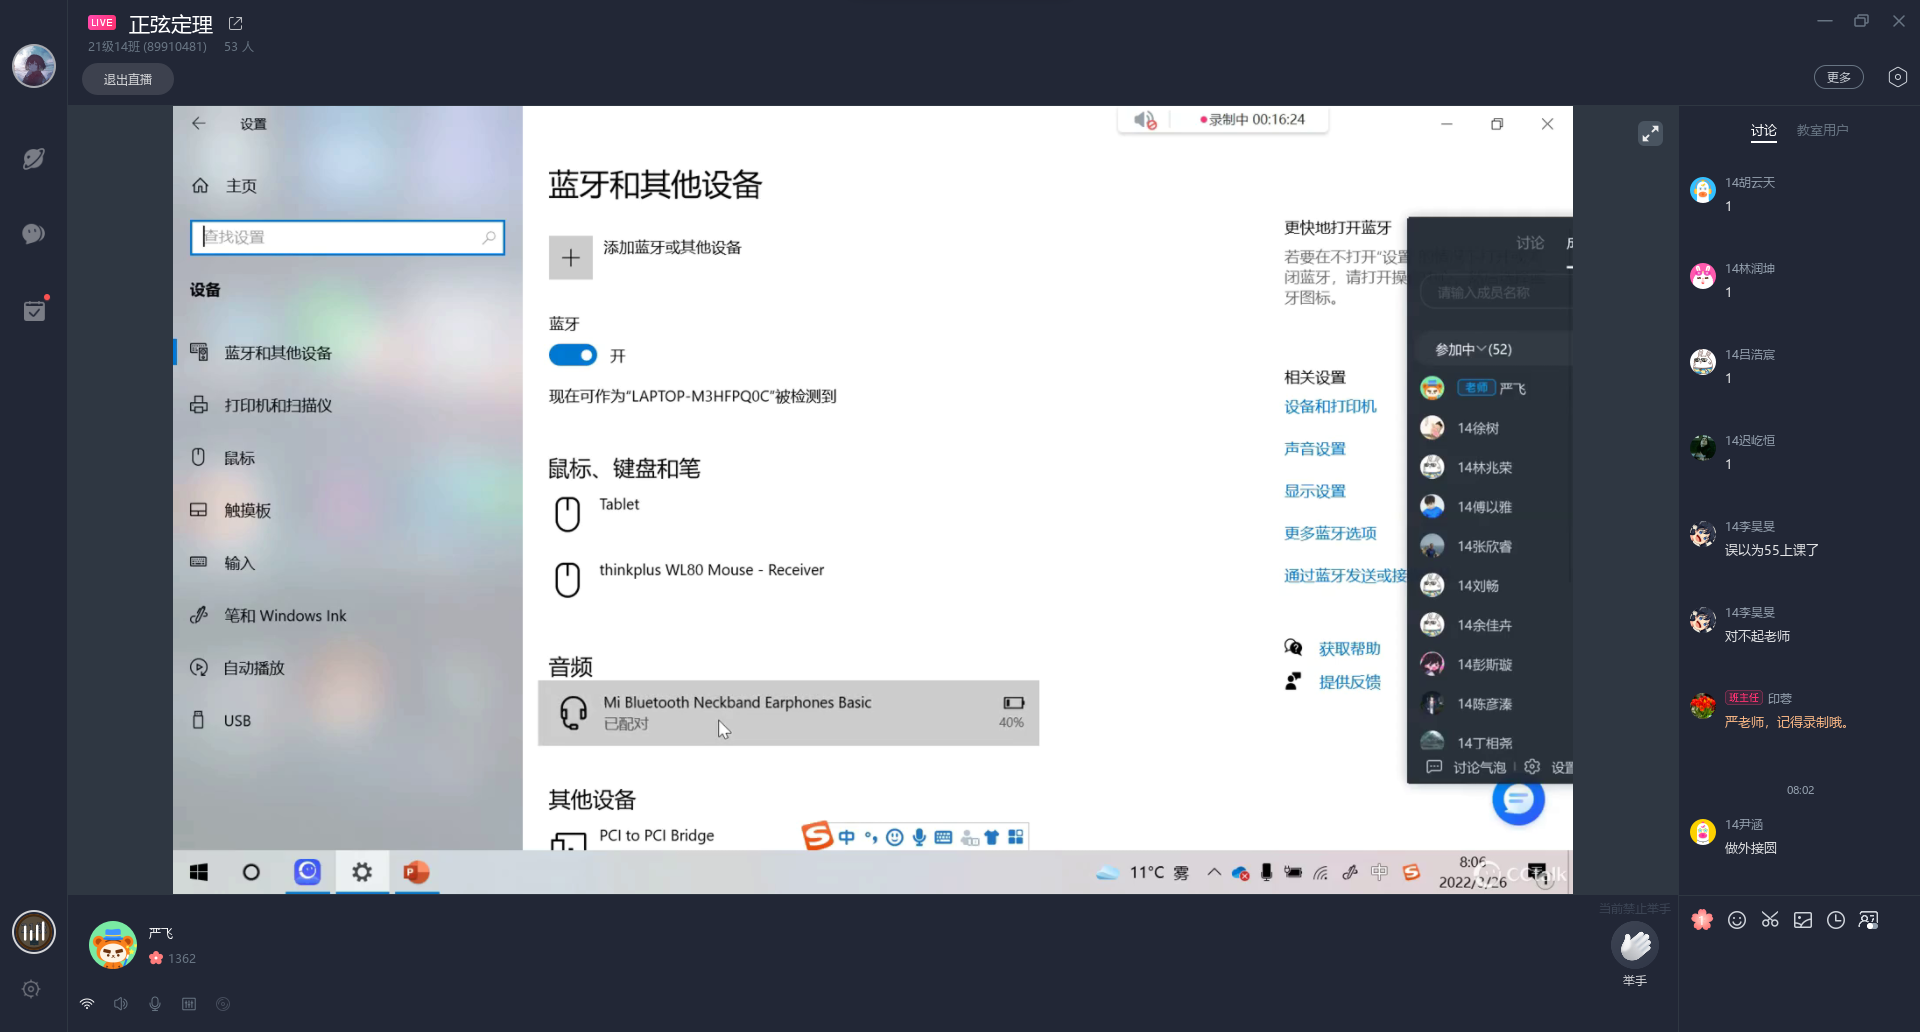 LIVE 正弦定理
21级14班 (89910481) 53 人
退出直播
更多
设置
主页
查找设置
设备
蓝牙和其他设备
打印机和扫描仪
鼠标
触摸板
输入
笔和 Windows Ink
自动播放
USB
录制中 00:16:24
蓝牙和其他设备
添加蓝牙或其他设备
蓝牙
开
现在可作为“LAPTOP-M3HFPQ0C”被检测到
鼠标、键盘和笔
Tablet
thinkplus WL80 Mouse - Receiver
音频
Mi Bluetooth Neckband Earphones Basic
已配对
40%
其他设备
PCI to PCI Bridge
中
更快地打开蓝牙
若要在不打开“设置
闭蓝牙，请打开操
牙图标。
相关设置
设备和打印机
声音设置
显示设置
更多蓝牙选项
通过蓝牙发送或接
获取帮助
提供反馈
讨论
请输入成员名称
参加中 (52)
老师 严飞
14徐树
14林兆荣
14傅以雅
14张欣睿
14刘畅
14余佳卉
14彭斯璇
14陈彦溱
14丁相尧
讨论气泡 设置
11°C 雾
中
8:06
2022/3/26
CCtalk
讨论 教室用户
14胡云天
1
14林润坤
1
14吕浩宸
1
14迟屹恒
1
14李昊旻
误以为55上课了
14李昊旻
对不起老师
班主任 印蓉
严老师，记得录制哦。
08:02
14尹涵
做外接圆
严飞
1362
当前禁止举手
举手